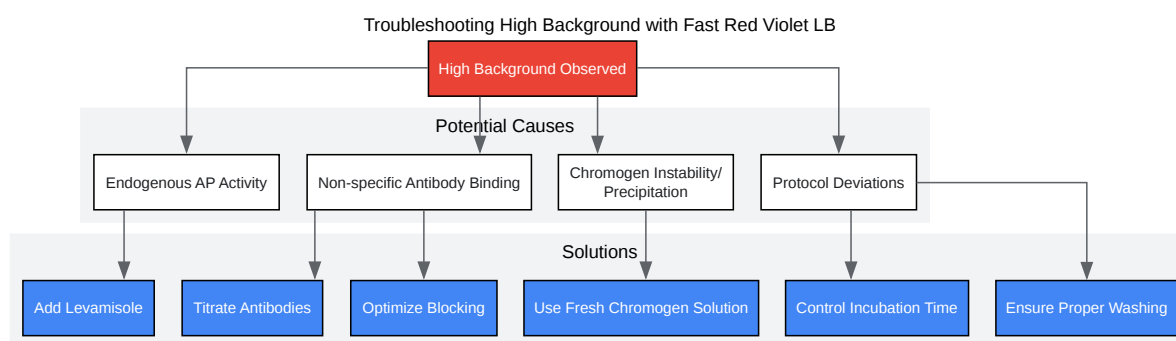 Troubleshooting High Background with Fast Red Violet LB
High Background Observed
Potential Causes
Endogenous AP Activity
Non-specific Antibody Binding
Chromogen Instability/
Precipitation
Protocol Deviations
Solutions
Add Levamisole
Titrate Antibodies
Optimize Blocking
Use Fresh Chromogen Solution
Control Incubation Time
Ensure Proper Washing